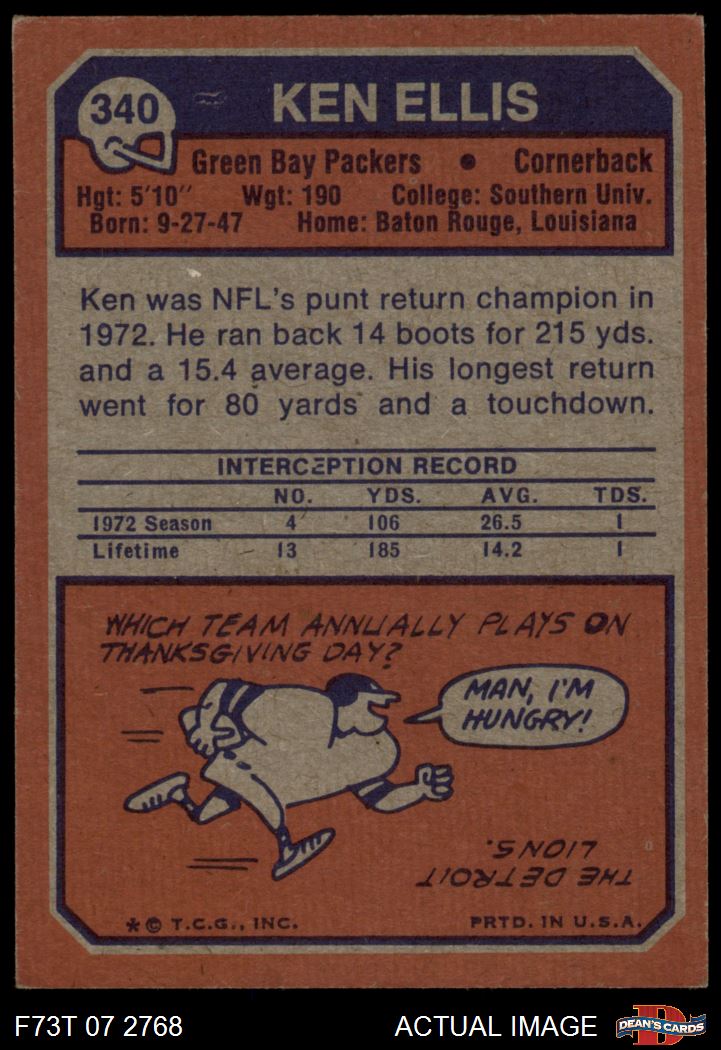 340
KEN ELLIS
Green Bay Packers • Cornerback
Hgt: 5'10" Wgt: 190 College: Southern Univ.
Born: 9-27-47 Home: Baton Rouge, Louisiana
Ken was NFL's punt return champion in
1972. He ran back 14 boots for 215 yds.
and a 15.4 average. His longest return
went for 80 yards and a touchdown.
INTERCEPTION RECORD
NO. YDS. AVG. TDS.
1972 Season 4 106 26.5 1
Lifetime 13 185 14.2 1
WHICH TEAM ANNUALLY PLAYS ON
THANKSGIVING DAY?
MAN, I'M
HUNGRY!
THE DETROIT
LIONS.
* © T.C.G., INC. PRTD. IN U.S.A.
F73T 07 2768 ACTUAL IMAGE
D
DEAN'S CARDS